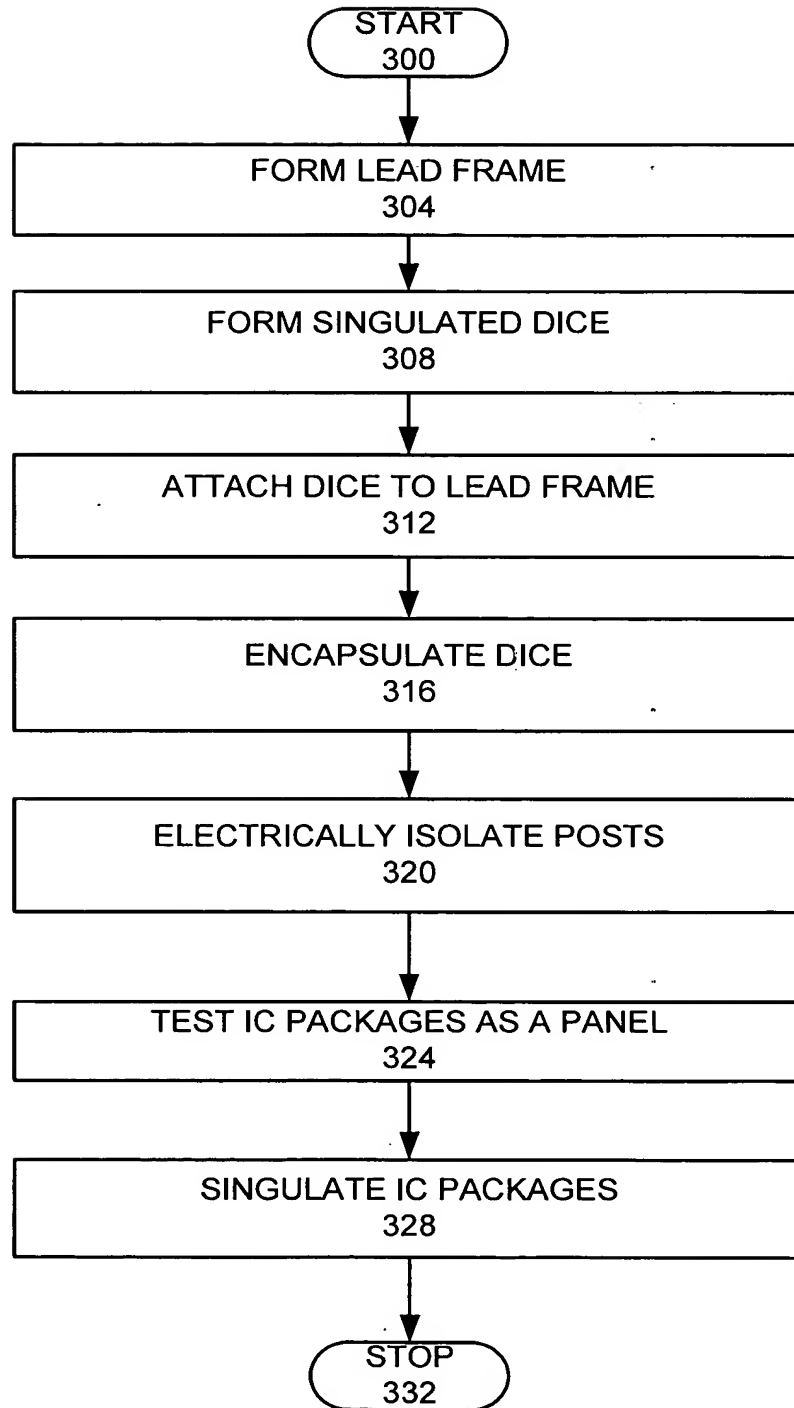 START
300
FORM LEAD FRAME
304
FORM SINGULATED DICE
308
ATTACH DICE TO LEAD FRAME
312
ENCAPSULATE DICE
316
ELECTRICALLY ISOLATE POSTS
320
TEST IC PACKAGES AS A PANEL
324
SINGULATE IC PACKAGES
328
STOP
332